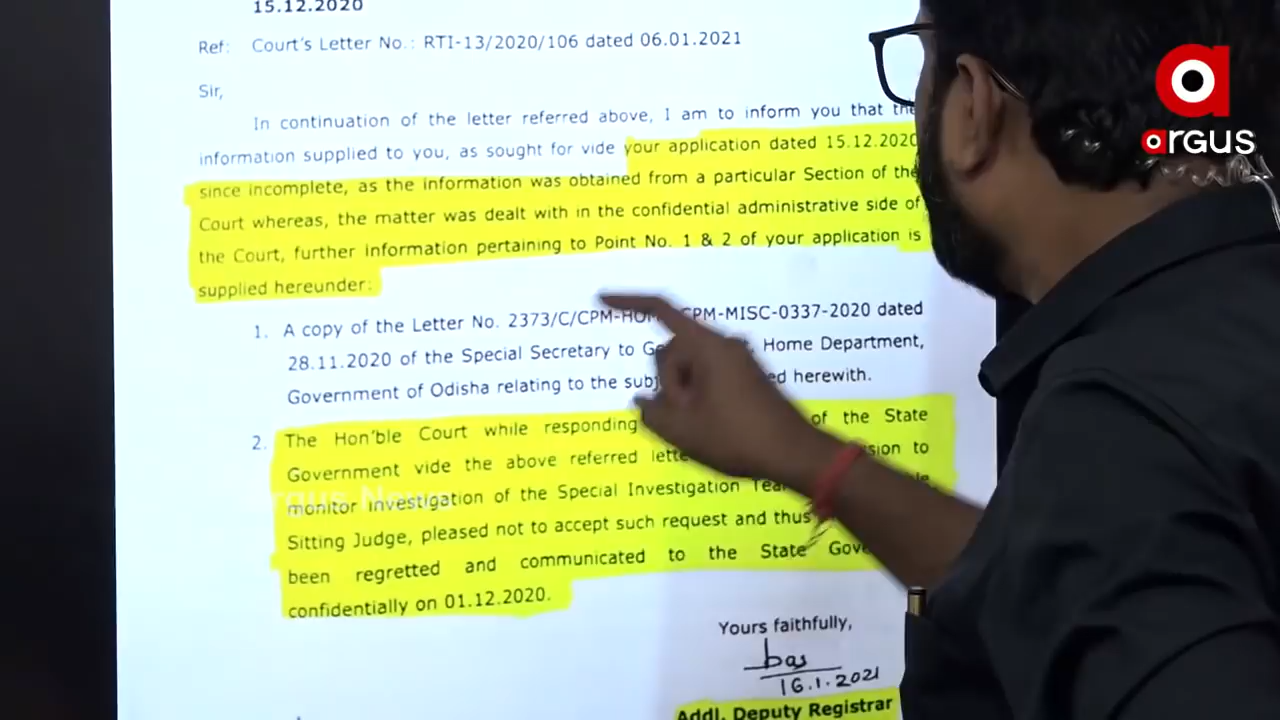 15.12.2020
Ref: Court's Letter No.: RTI-13/2020/106 dated 06.01.2021
Sir,
In continuation of the letter referred above, I am to inform you that the
information supplied to you, as sought for vide your application dated 15.12.2020
since incomplete, as the information was obtained from a particular Section of the
Court whereas, the matter was dealt with in the confidential administrative side of
the Court, further information pertaining to Point No. 1 & 2 of your application is
supplied hereunder:
1. A copy of the Letter No. 2373/C/CPM-HOM CPM-MISC-0337-2020 dated
28.11.2020 of the Special Secretary to Home Department,
Government of Odisha relating to the herewith.
2. The Hon'ble Court while responding of the State
Government vide the above referred to
monitor investigation of the Special Investigation
Sitting Judge, pleased not to accept such request and thus
been regretted and communicated to the State
confidentially on 01.12.2020.
Yours faithfully,
bas
16.1.2021
Addl. Deputy Registrar
argus
Argus News